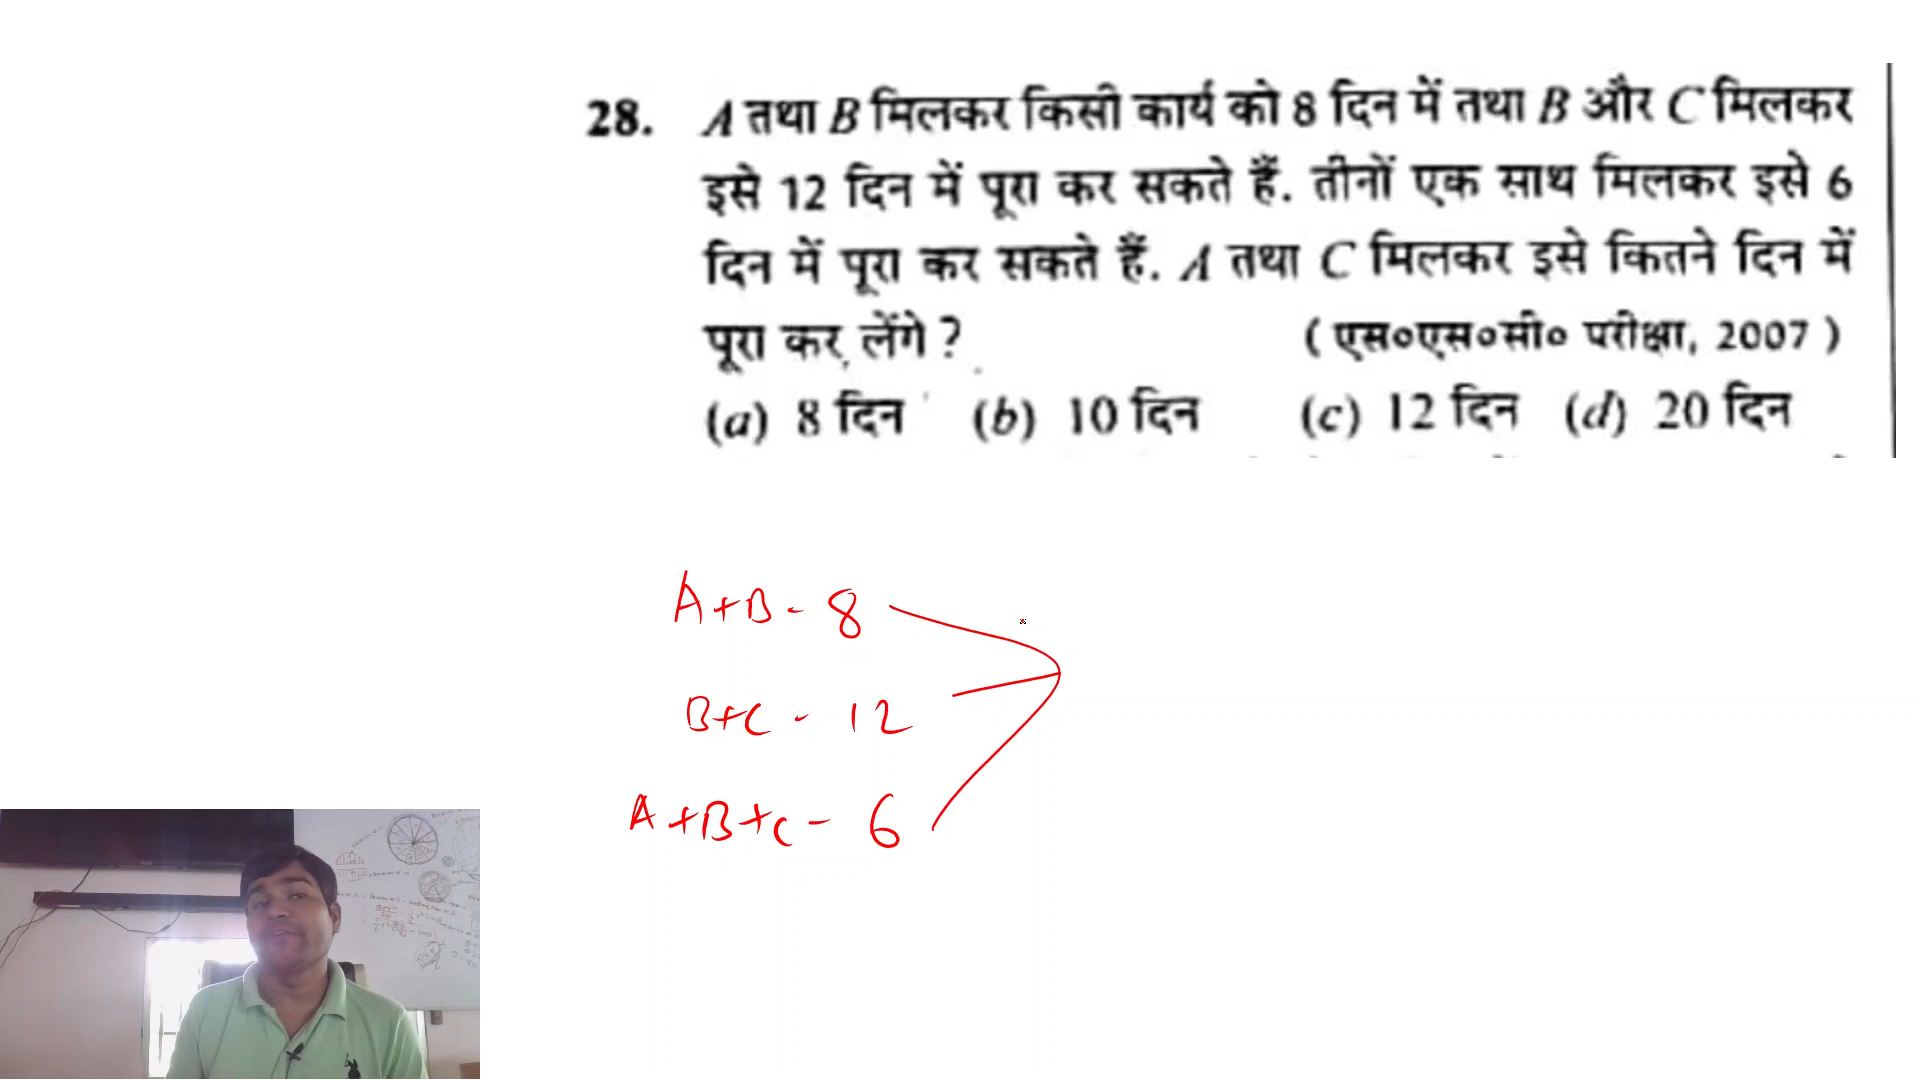 28. A तथा B मिलकर किसी कार्य को 8 दिन में तथा B और C मिलकर
इसे 12 दिन में पूरा कर सकते हैं. तीनों एक साथ मिलकर इसे 6
दिन में पूरा कर सकते हैं. A तथा C मिलकर इसे कितने दिन में
पूरा कर लेंगे ? ( एस०एस०सी० परीक्षा, 2007 )
(a) 8 दिन (b) 10 दिन (c) 12 दिन (d) 20 दिन
A+B - 8
B+C - 12
A+B+C - 6